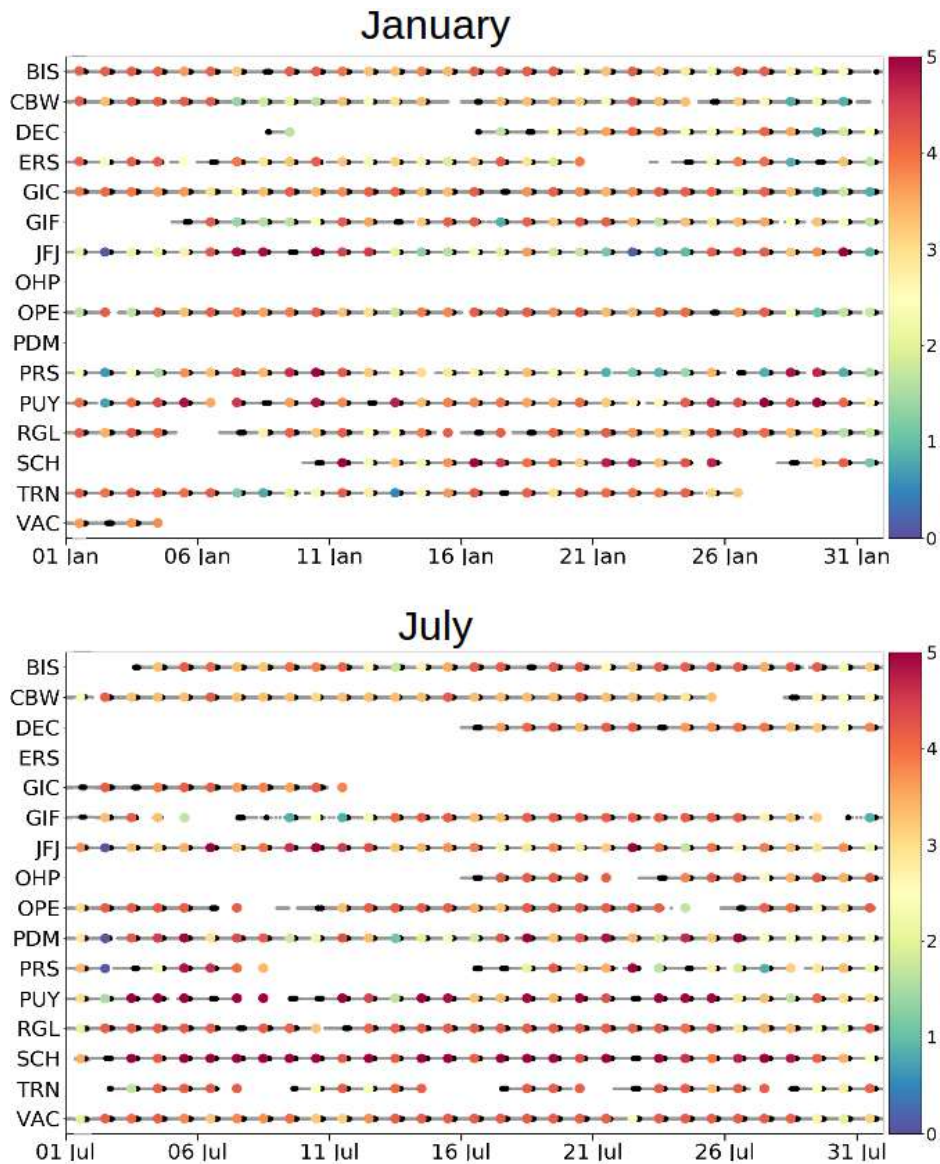 January
BIS
CBW
DEC
ERS
GIC
GIF
JFJ
OHP
OPE
PDM
PRS
PUY
RGL
SCH
TRN
VAC
01 Jan 06 Jan 11 Jan 16 Jan 21 Jan 26 Jan 31 Jan
5
4
3
2
1
0
July
BIS
CBW
DEC
ERS
GIC
GIF
JFJ
OHP
OPE
PDM
PRS
PUY
RGL
SCH
TRN
VAC
01 Jul 06 Jul 11 Jul 16 Jul 21 Jul 26 Jul 31 Jul
5
4
3
2
1
0